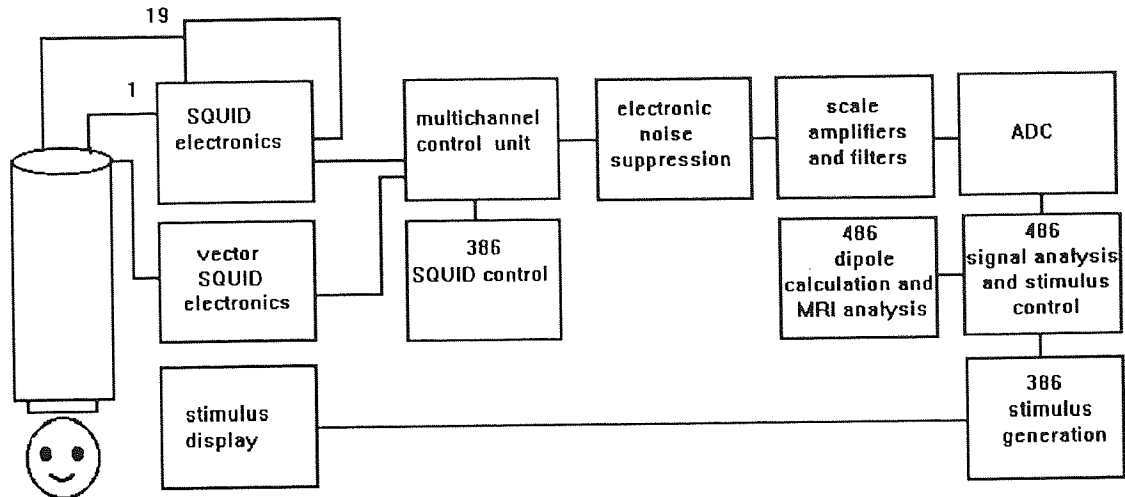 19
1
SQUID
electronics
multichannel
control unit
electronic
noise
suppression
scale
amplifiers
and filters
ADC
vector
SQUID
electronics
386
SQUID control
486
dipole
calculation and
MRI analysis
486
signal analysis
and stimulus
control
stimulus
display
386
stimulus
generation